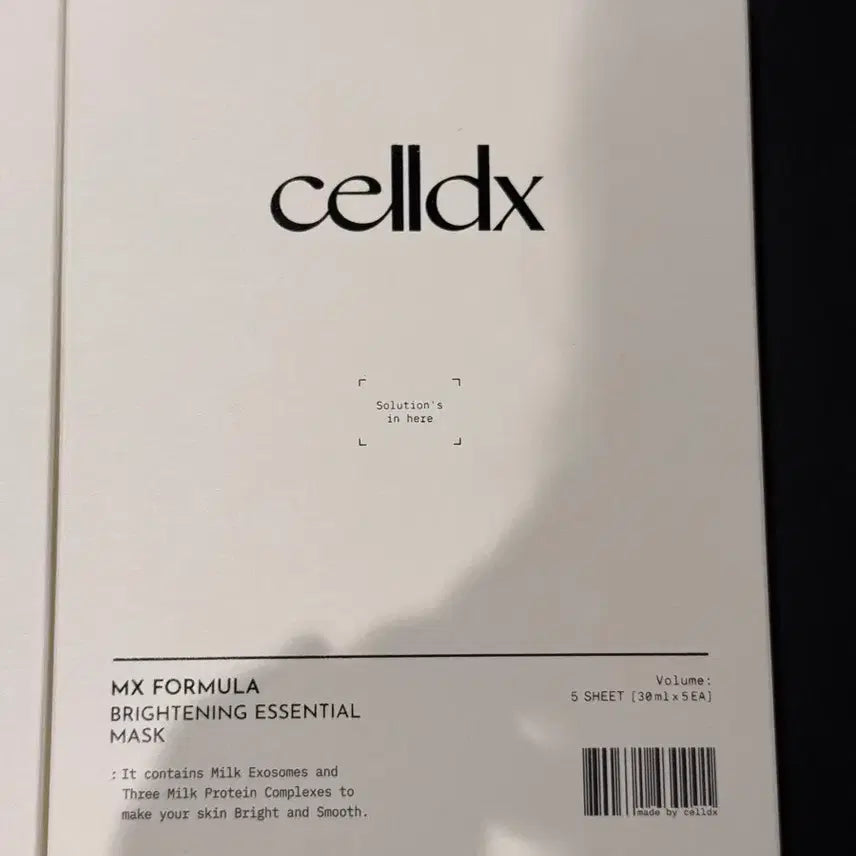 celldx
Solution's
in here
MX FORMULA
BRIGHTENING ESSENTIAL
MASK
: It contains Milk Exosomes and
Three Milk Protein Complexes to
make your skin Bright and Smooth.
Volume:
5 SHEET [30ml x 5EA]
made by celldx